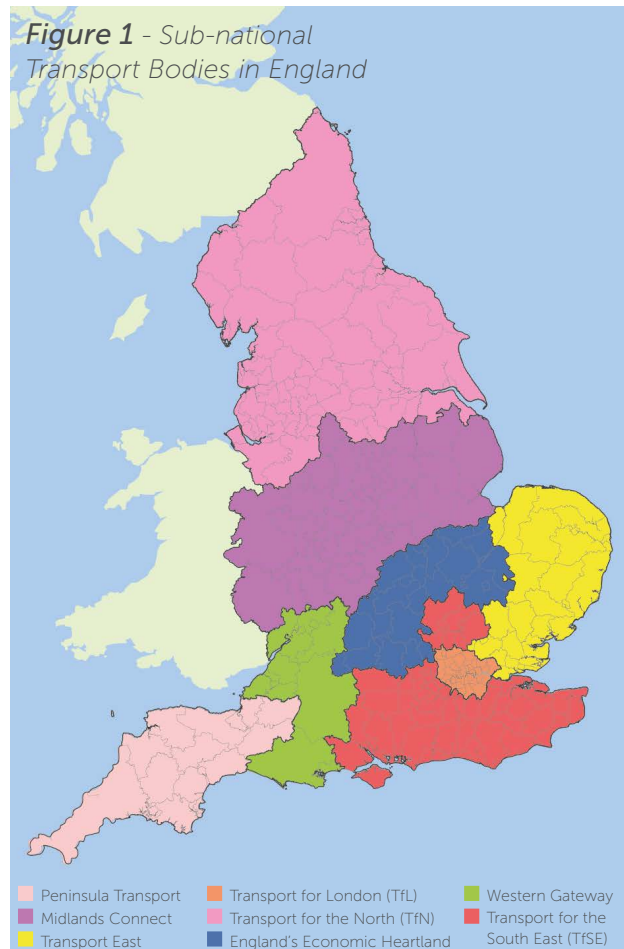 Figure 1 - Sub-national
Transport Bodies in England
Peninsula Transport
Midlands Connect
Transport East
Transport for London (TfL)
Transport for the North (TfN)
England's Economic Heartland
Western Gateway
Transport for the
South East (TfSE)